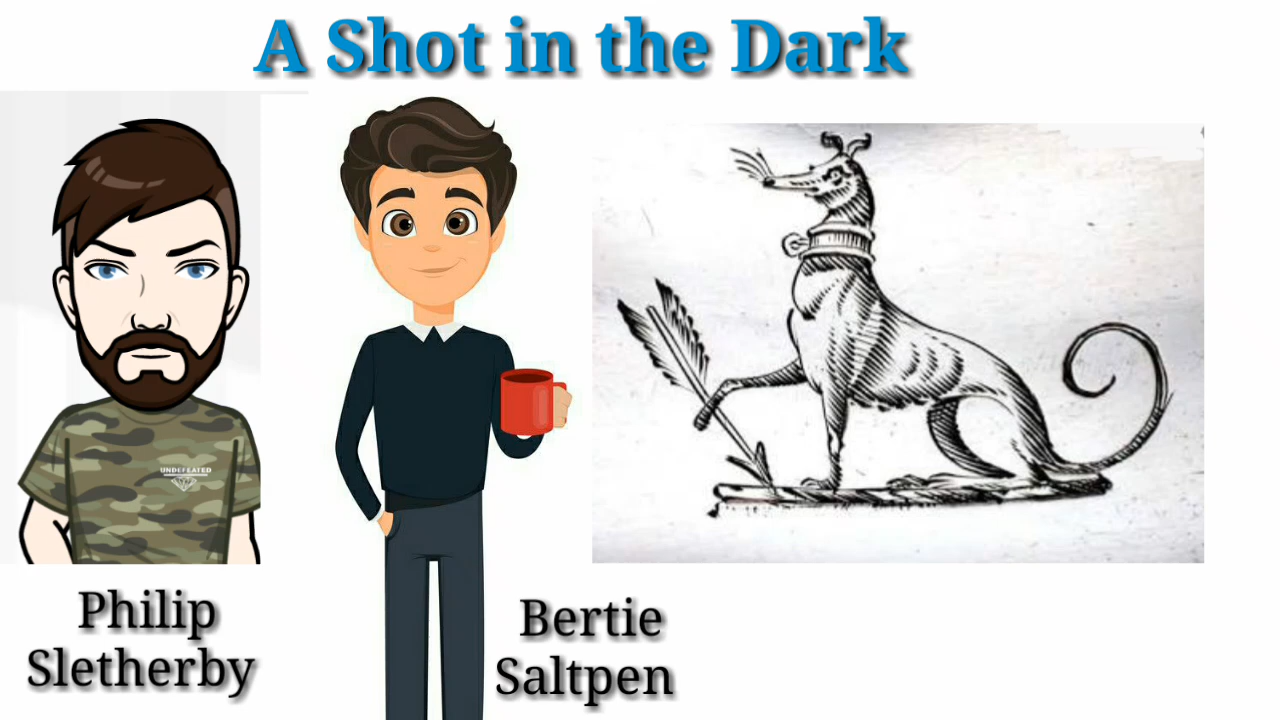 A Shot in the Dark
UNDEFEATED
Philip
Sletherby
Bertie
Saltpen